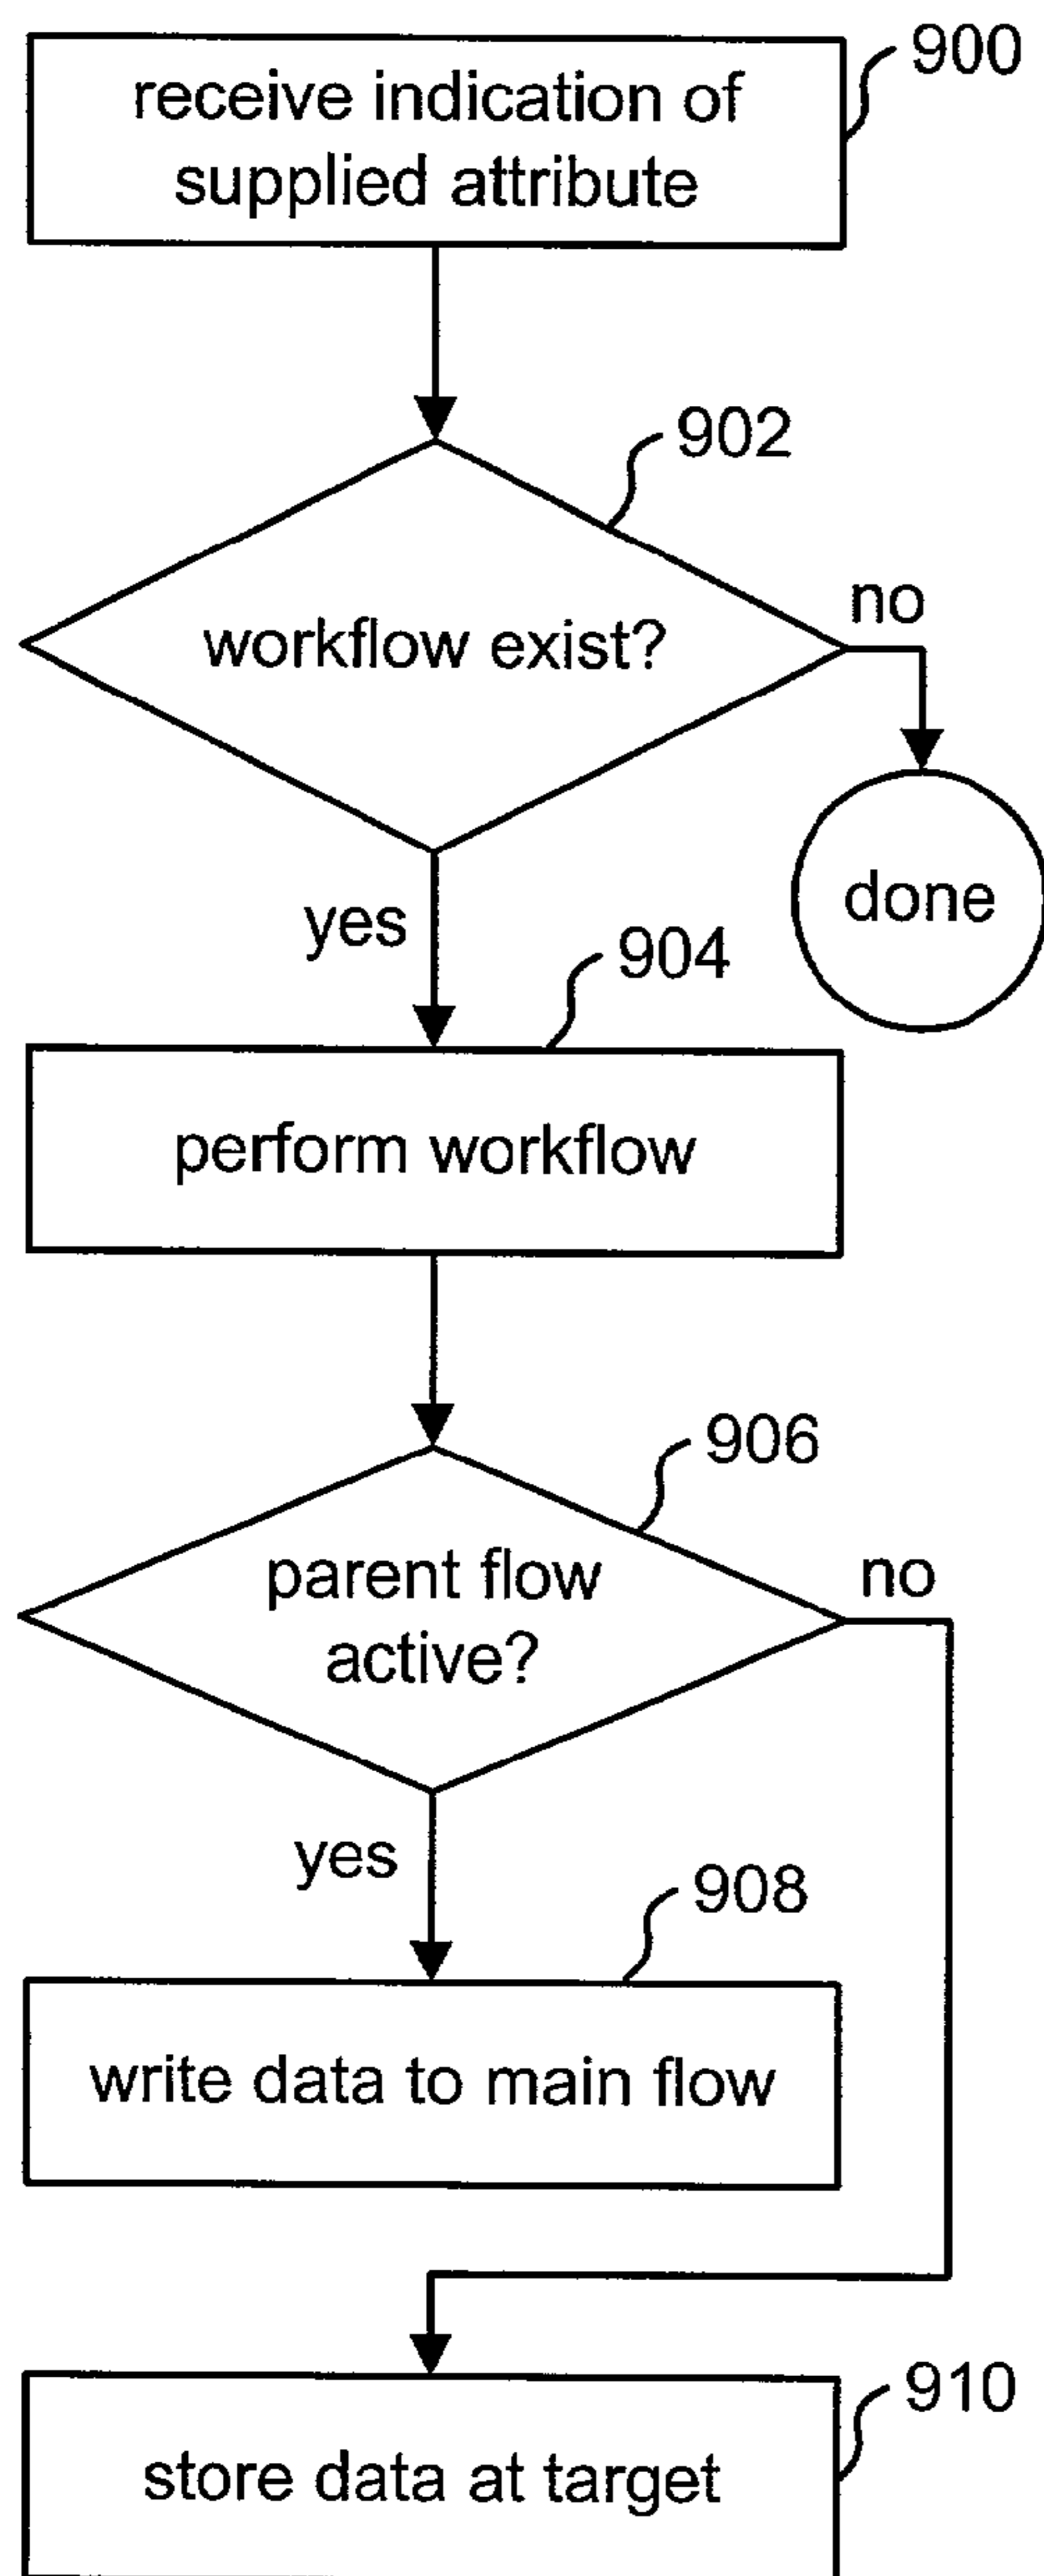 900
receive indication of
supplied attribute
902
workflow exist?
no
done
yes
904
perform workflow
906
parent flow
active?
no
yes
908
write data to main flow
910
store data at target